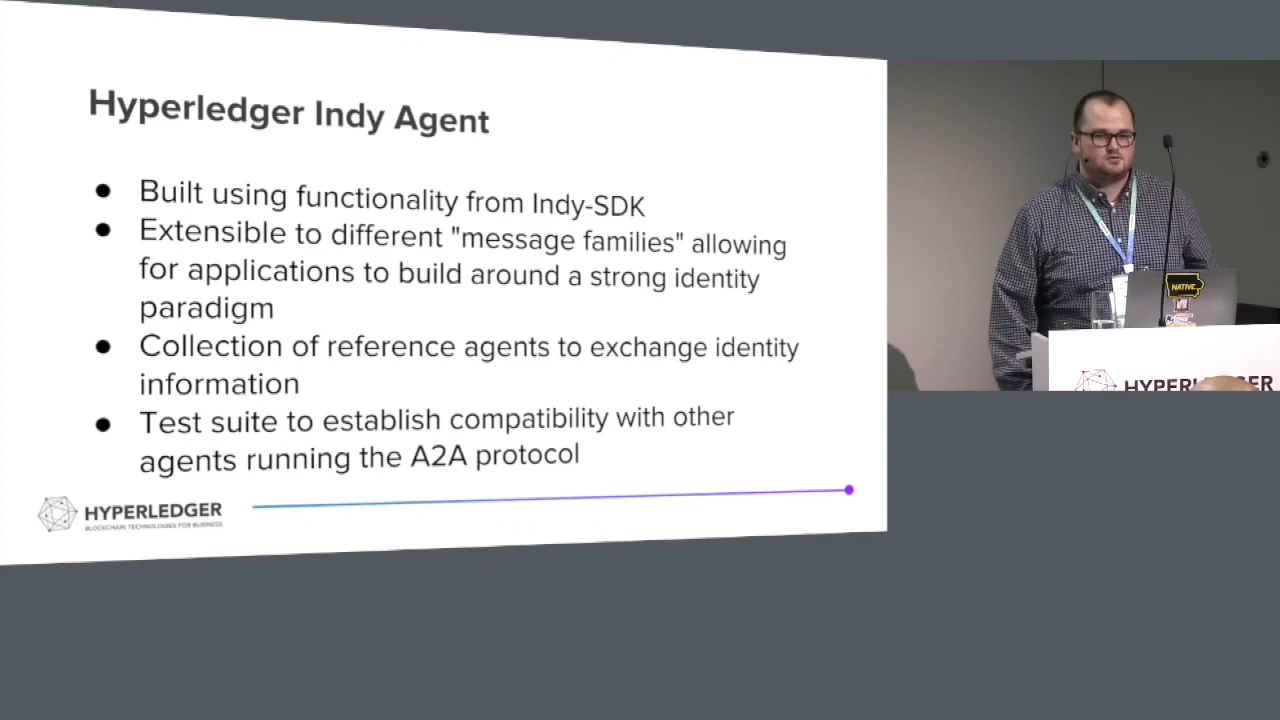 Hyperledger Indy Agent
● Built using functionality from Indy-SDK
● Extensible to different "message families" allowing
for applications to build around a strong identity
paradigm
● Collection of reference agents to exchange identity
information
● Test suite to establish compatibility with other
agents running the A2A protocol
HYPERLEDGER
BLOCKCHAIN TECHNOLOGIES FOR BUSINESS
NATIVE